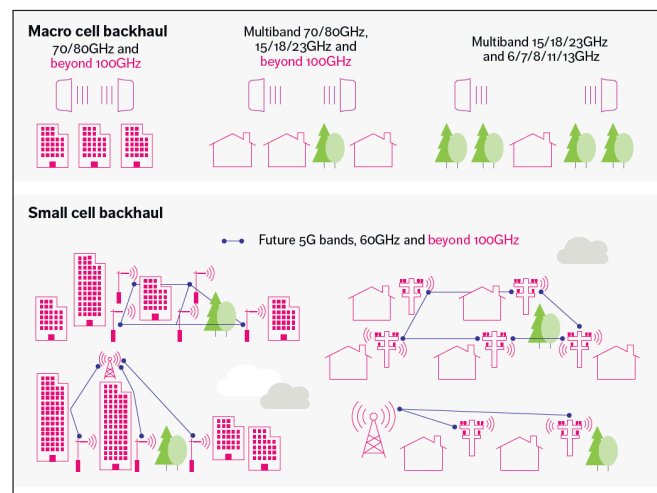 Macro cell backhaul
70/80GHz and
beyond 100GHz
Multiband 70/80GHz,
15/18/23GHz and
beyond 100GHz
Multiband 15/18/23GHz
and 6/7/8/11/13GHz
Small cell backhaul
Future 5G bands, 60GHz and beyond 100GHz